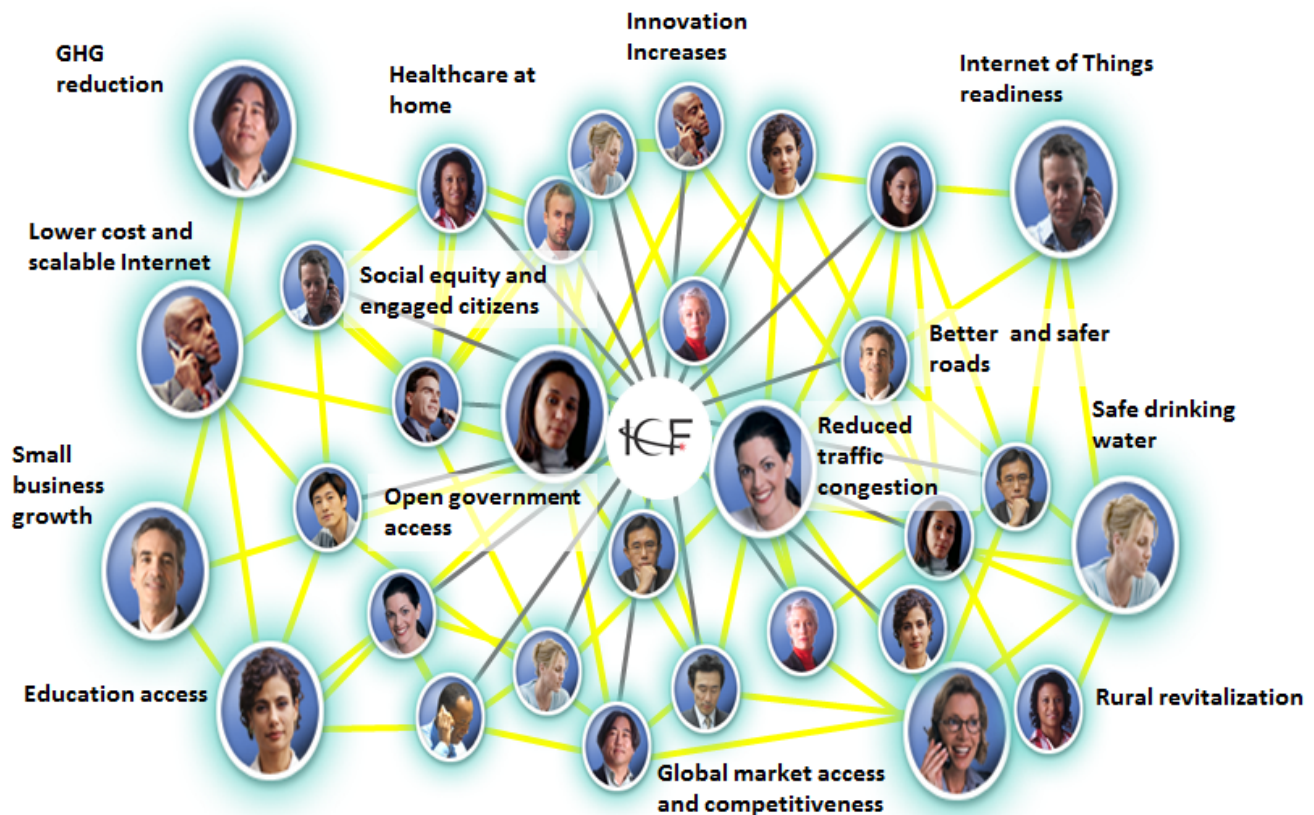 Innovation
Increases
GHG
reduction
Healthcare at
home
Internet of Things
readiness
Lower cost and
scalable Internet
Social equity and
engaged citizens
Better  and safer
roads
Safe drinking
water
ICF
Reduced
traffic
congestion
Small
business
growth
Open government
access
Education access
Rural revitalization
Global market access
and competitiveness